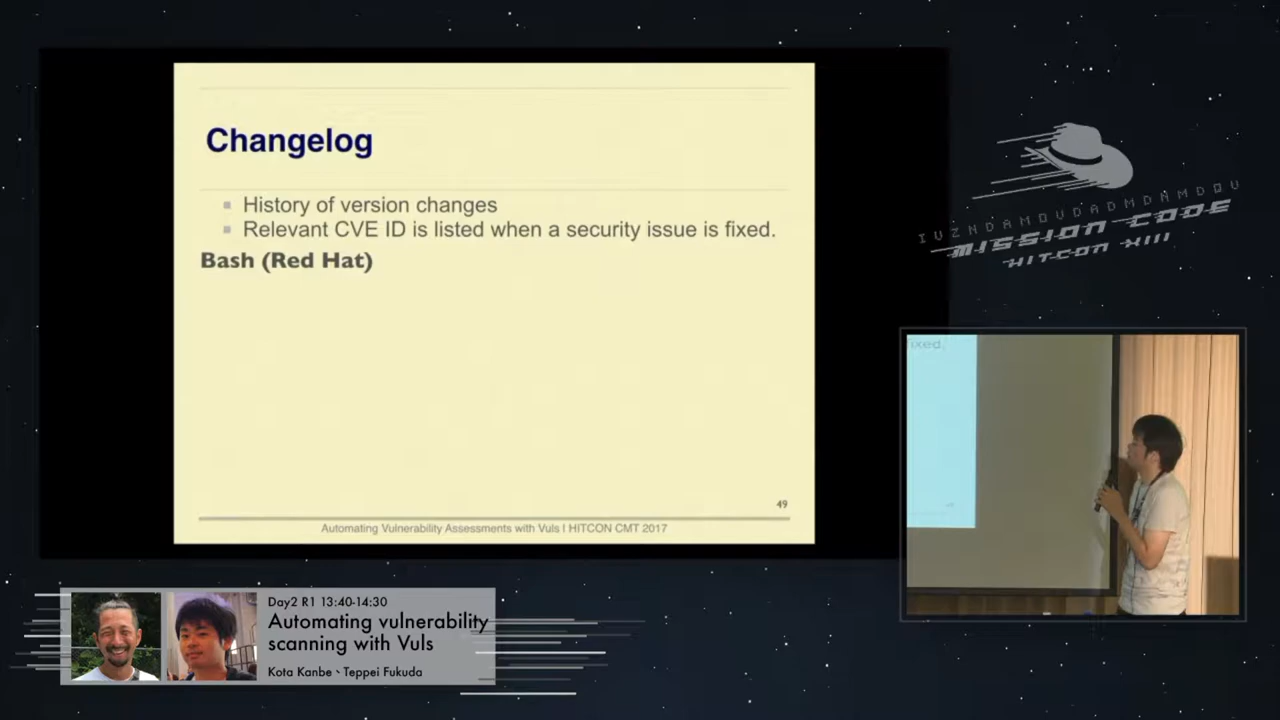 Changelog
History of version changes
Relevant CVE ID is listed when a security issue is fixed.
Bash (Red Hat)
49
Automating Vulnerability Assessments with Vuls | HITCON CMT 2017
IVZNDAMOVDADMDAMDOV
MISSION CODE
HITCON XIII
ixed.
Day2 R1 13:40-14:30
Automating vulnerability
scanning with Vuls
Kota Kanbe、Teppei Fukuda